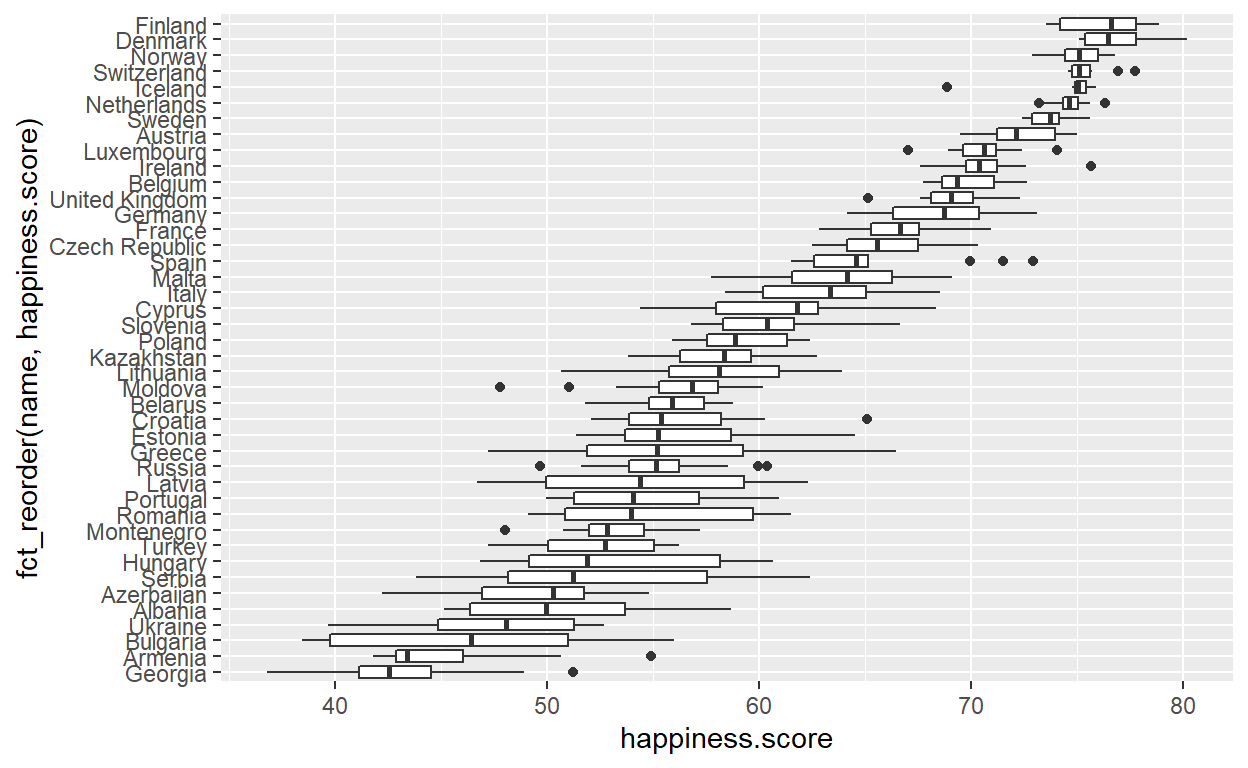 fct_reorder(name, happiness.score)
Finland
Denmark
Norway
Switzerland
Iceland
Netherlands
Sweden
Austria
Luxembourg
Ireland
Belgium
United Kingdom
Germany
France
Czech Republic
Spain
Malta
Italy
Cyprus
Slovenia
Poland
Kazakhstan
Lithuania
Moldova
Belarus
Croatia
Estonia
Greece
Russia
Latvia
Portugal
Romania
Montenegro
Turkey
Hungary
Serbia
Azerbaijan
Albania
Ukraine
Bulgaria
Armenia
Georgia
40 50 60 70 80
happiness.score